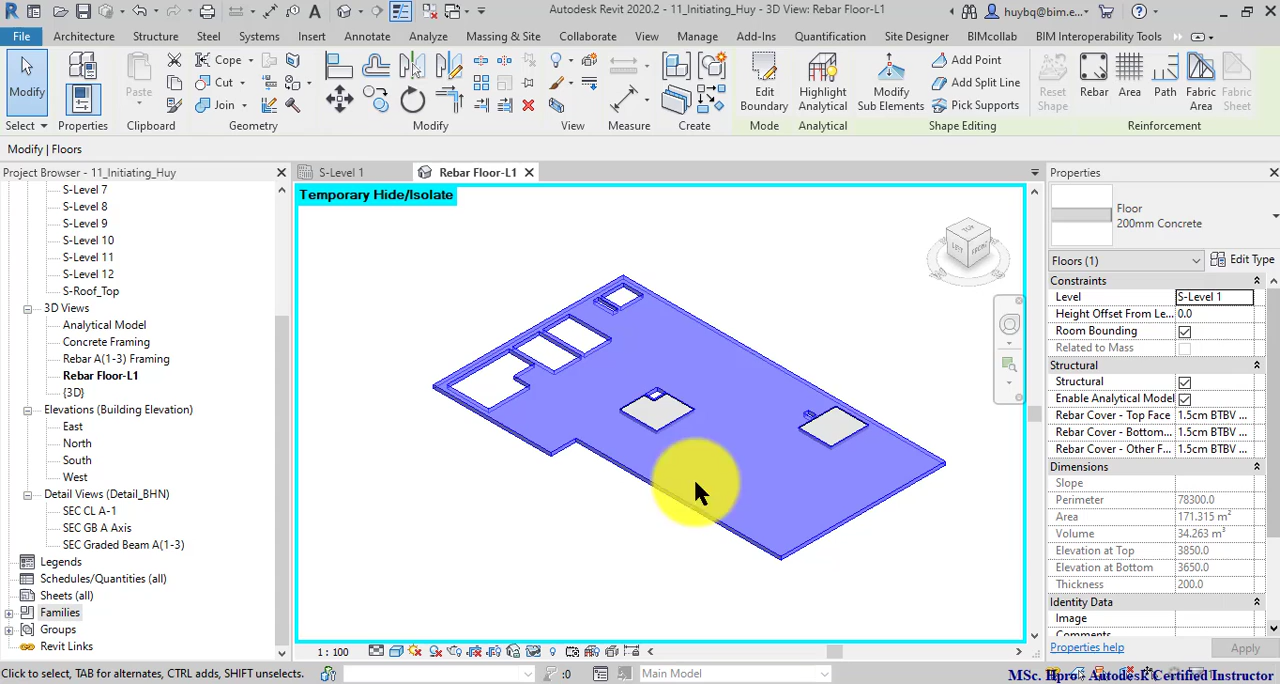 Autodesk Revit 2020.2 - 11_Initiating_Huy - 3D View: Rebar Floor-L1
huybq@bim.e...
File Architecture Structure Steel Systems Insert Annotate Analyze Massing & Site Collaborate View Manage Add-Ins Quantification Site Designer BIMcollab BIM Interoperability Tools
Modify
Paste
Cope
Cut
Join
Edit
Boundary
Highlight
Analytical
Modify
Sub Elements
Add Point
Add Split Line
Pick Supports
Reset
Shape
Rebar
Area
Path
Fabric
Area
Fabric
Sheet
Select Properties Clipboard Geometry Modify View Measure Create Mode Analytical Shape Editing Reinforcement
Modify | Floors
Project Browser - 11_Initiating_Huy
S-Level 7
S-Level 8
S-Level 9
S-Level 10
S-Level 11
S-Level 12
S-Roof_Top
3D Views
Analytical Model
Concrete Framing
Rebar A(1-3) Framing
Rebar Floor-L1
{3D}
Elevations (Building Elevation)
East
North
South
West
Detail Views (Detail_BHN)
SEC CL A-1
SEC GB A Axis
SEC Graded Beam A(1-3)
Legends
Schedules/Quantities (all)
Sheets (all)
Families
Groups
Revit Links
S-Level 1
Rebar Floor-L1
Temporary Hide/Isolate
TOP
LEFT
FRONT
Properties
Floor
200mm Concrete
Floors (1)
Edit Type
Constraints
Level S-Level 1
Height Offset From Le... 0.0
Room Bounding
Related to Mass
Structural
Structural
Enable Analytical Model
Rebar Cover - Top Face 1.5cm BTBV ...
Rebar Cover - Bottom... 1.5cm BTBV ...
Rebar Cover - Other F... 1.5cm BTBV ...
Dimensions
Slope
Perimeter 78300.0
Area 171.315 m²
Volume 34.263 m³
Elevation at Top 3850.0
Elevation at Bottom 3650.0
Thickness 200.0
Identity Data
Image
Comments
Properties help
Apply
1 : 100
Click to select, TAB for alternates, CTRL adds, SHIFT unselects.
:0
Main Model
MSc. Hpro - Autodesk Certified Instructor